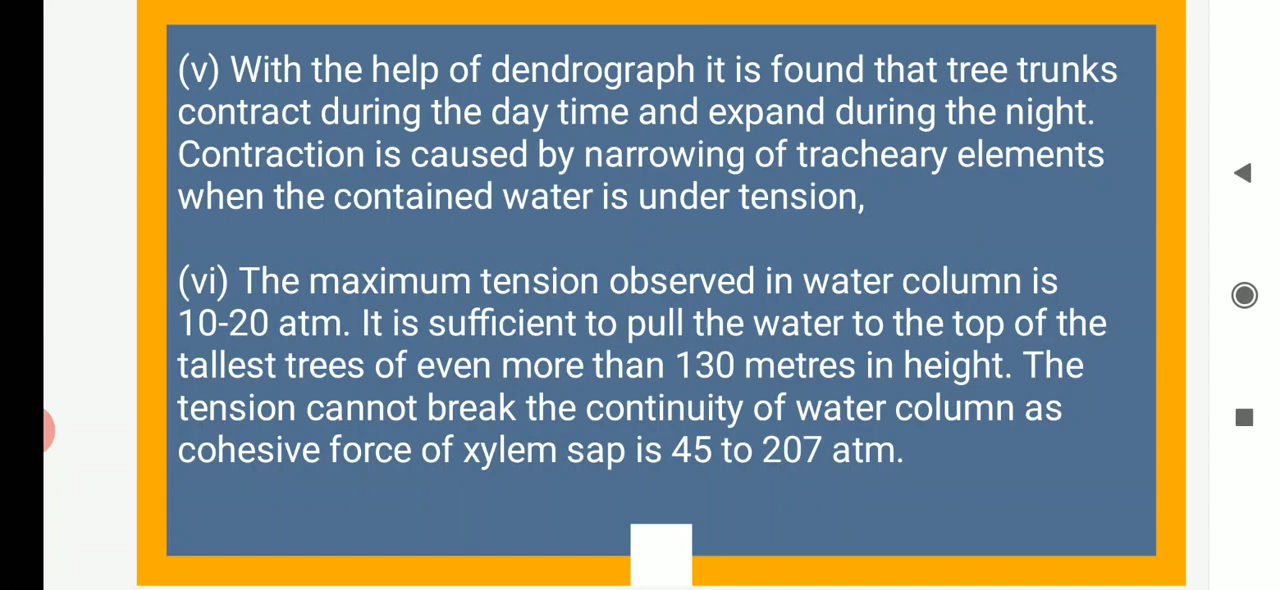 (v) With the help of dendrograph it is found that tree trunks
contract during the day time and expand during the night.
Contraction is caused by narrowing of tracheary elements
when the contained water is under tension,
(vi) The maximum tension observed in water column is
10-20 atm. It is sufficient to pull the water to the top of the
tallest trees of even more than 130 metres in height. The
tension cannot break the continuity of water column as
cohesive force of xylem sap is 45 to 207 atm.